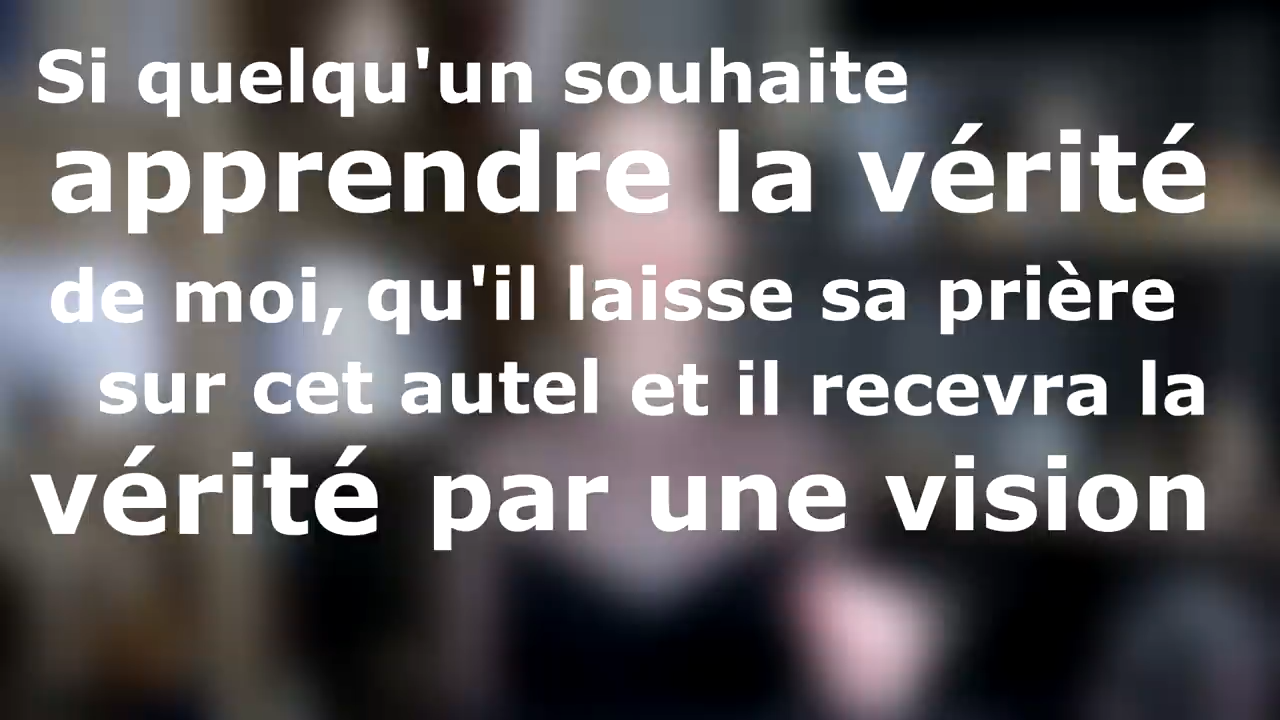 Si quelqu'un souhaite
apprendre la vérité
de moi, qu'il laisse sa prière
sur cet autel et il recevra la
vérité par une vision